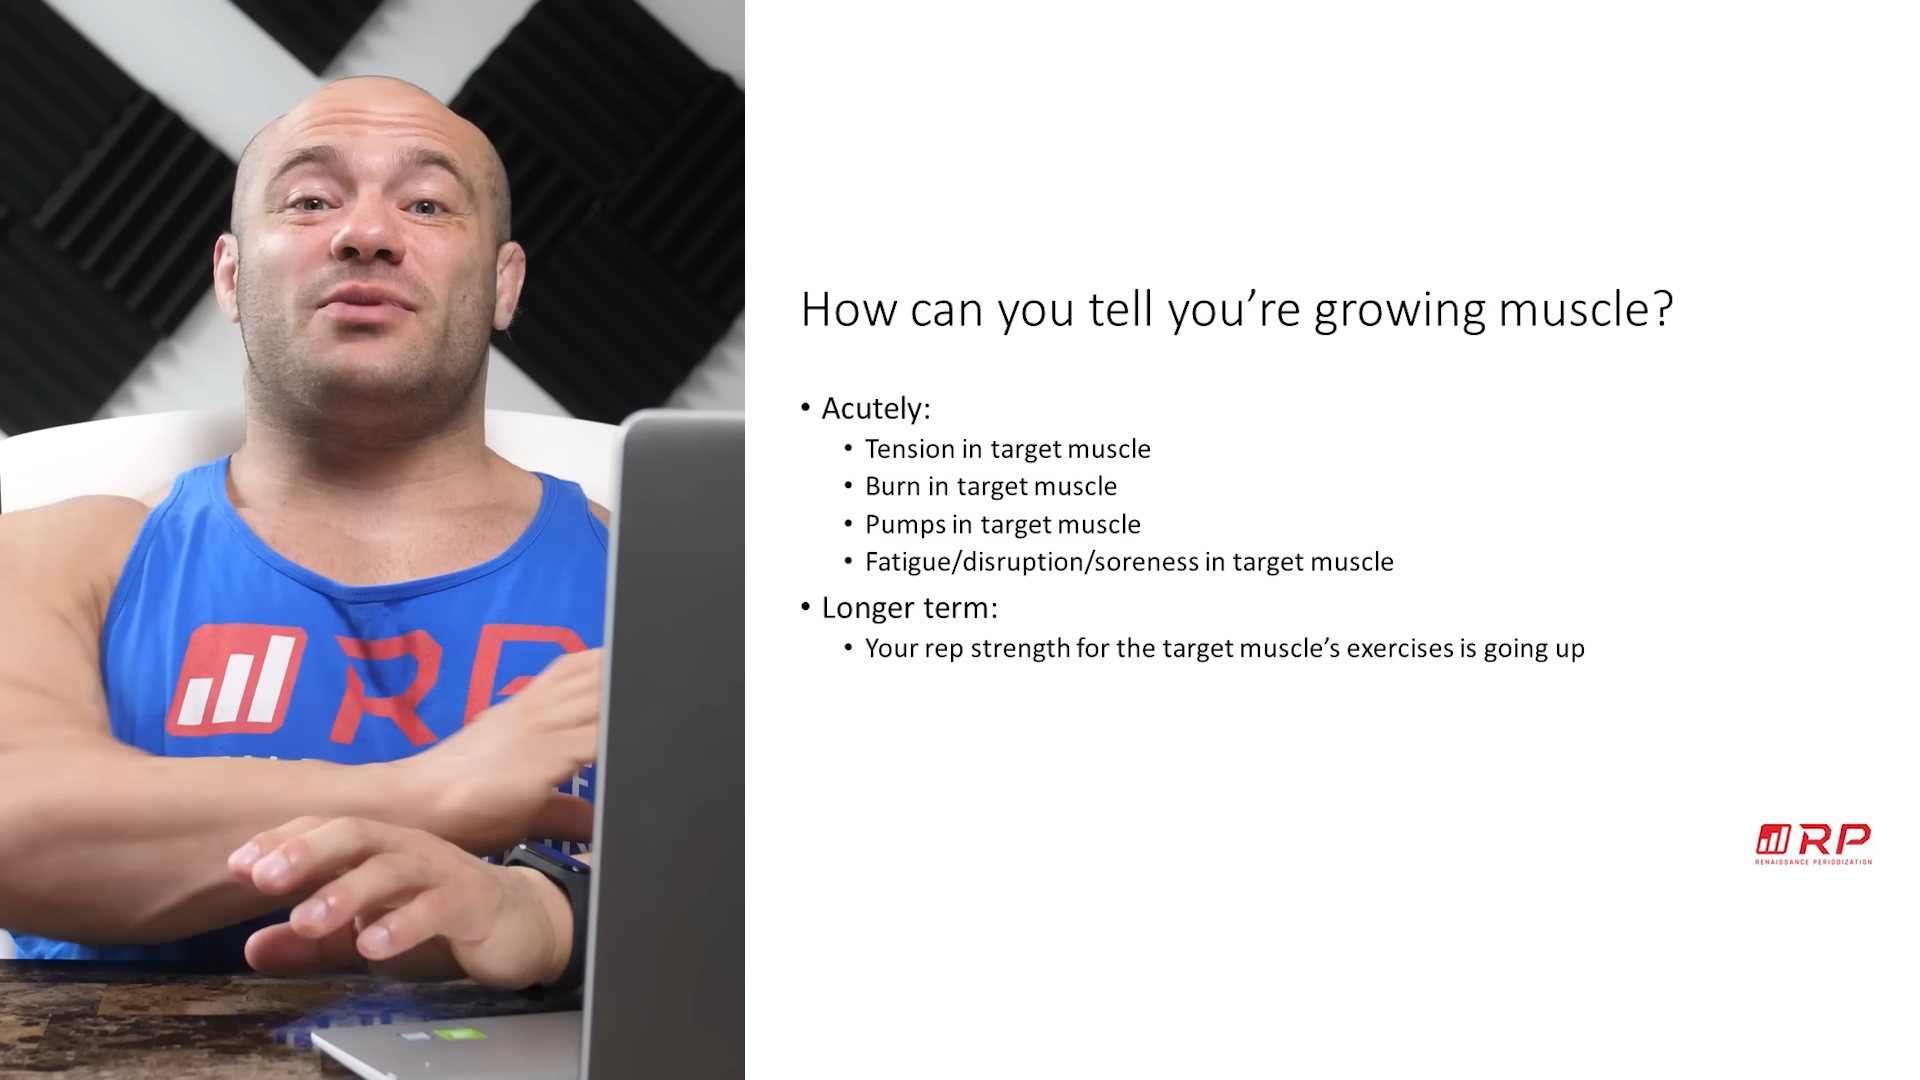 How can you tell you’re growing muscle?
• Acutely:
• Tension in target muscle
• Burn in target muscle
• Pumps in target muscle
• Fatigue/disruption/soreness in target muscle
• Longer term:
• Your rep strength for the target muscle’s exercises is going up
RP
RP
RENAISSANCE PERIODIZATION